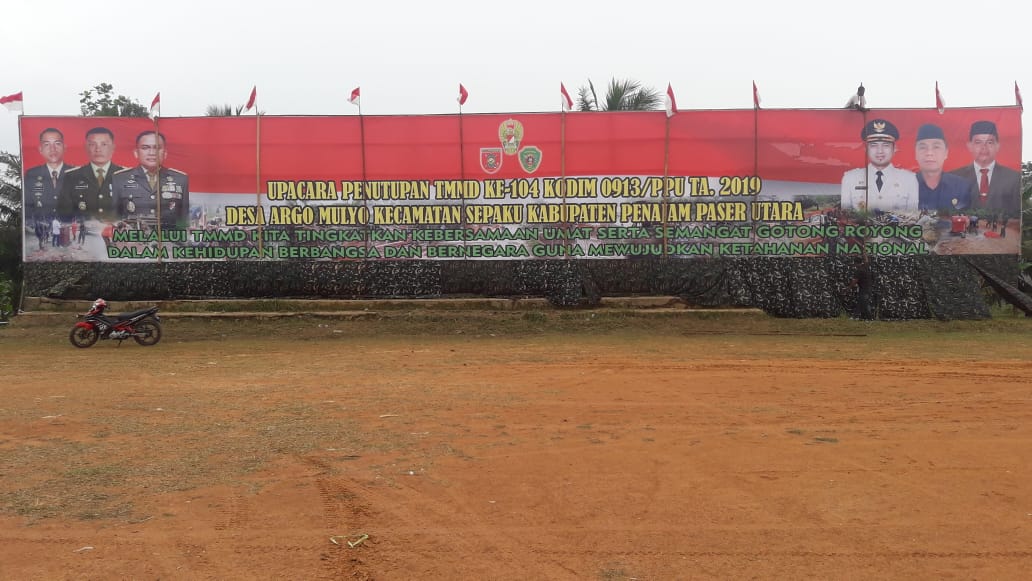 UPACARA PENUTUPAN TMMD KE-104 KODIM 0913/PPU TA. 2019
DESA ARGO MULYO KECAMATAN SEPAKU KABUPATEN PENAJAM PASER UTARA
MELALUI TMMD KITA TINGKATKAN KEBERSAMAAN UMAT SERTA SEMANGAT GOTONG ROYONG
DALAM KEHIDUPAN BERBANGSA DAN BERNEGARA GUNA MEWUJUDKAN KETAHANAN NASIONAL